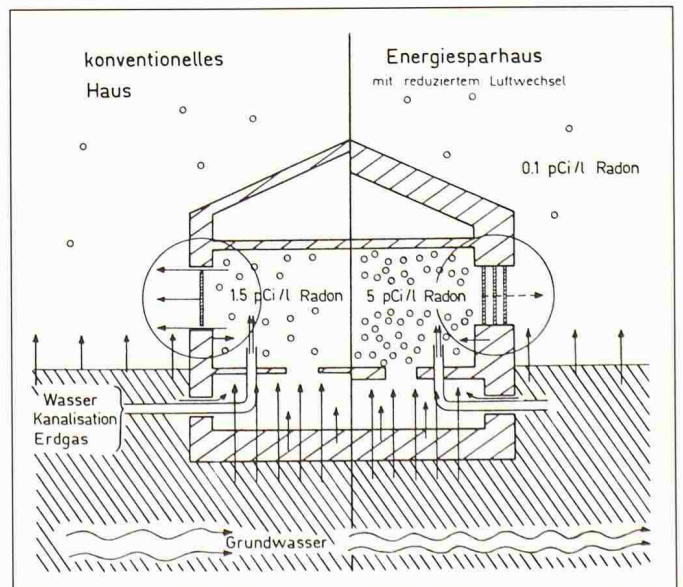 konventionelles
Haus
Energiesparhaus
mit reduziertem Luftwechsel
0.1 pCi/l Radon
1.5 pCi/l Radon
5 pCi/l Radon
Wasser
Kanalisation
Erdgas
Grundwasser